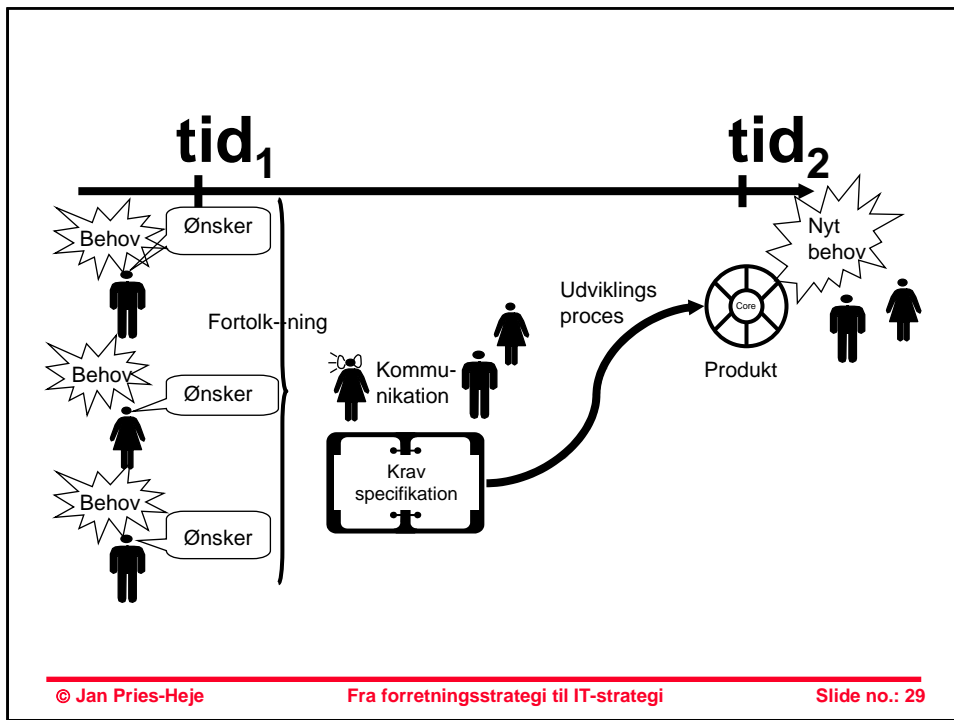 tid1
tid2
Behov
Ønsker
Nyt
behov
Udviklings
proces
Core
Fortolk--ning
Produkt
Kommu-
nikation
Behov
Ønsker
Krav
specifikation
Behov
Ønsker
© Jan Pries-Heje
Fra forretningsstrategi til IT-strategi
Slide no.: 29